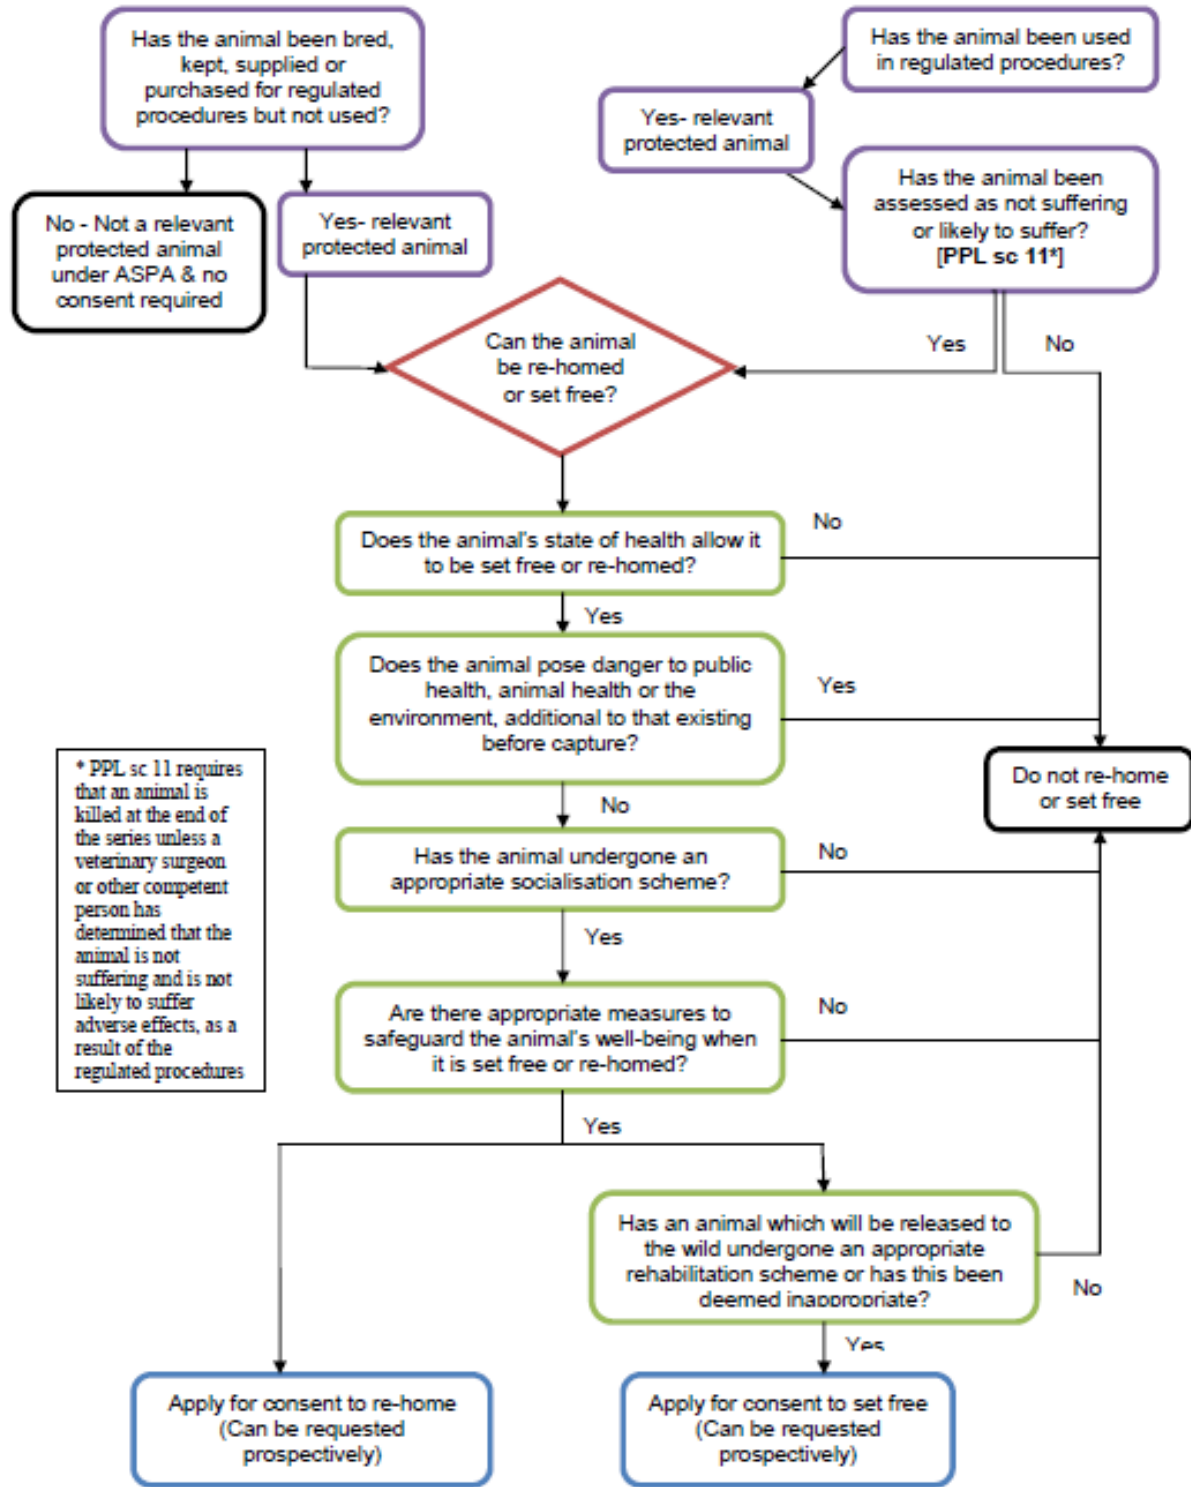 Has the animal been bred,
kept, supplied or
purchased for regulated
procedures but not used?
Has the animal been used
in regulated procedures?
Yes- relevant
protected animal
No - Not a relevant
protected animal
under ASPA & no
consent required
Yes- relevant
protected animal
Has the animal been
assessed as not suffering
or likely to suffer?
[PPL sc 11*]
Yes
No
Can the animal
be re-homed
or set free?
Does the animal's state of health allow it
to be set free or re-homed?
No
Yes
Does the animal pose danger to public
health, animal health or the
environment, additional to that existing
before capture?
Yes
No
* PPL sc 11 requires
that an animal is
killed at the end of
the series unless a
veterinary surgeon
or other competent
person has
determined that the
animal is not
suffering and is not
likely to suffer
adverse effects, as a
result of the
regulated procedures
Do not re-home
or set free
Has the animal undergone an
appropriate socialisation scheme?
No
Yes
Are there appropriate measures to
safeguard the animal's well-being when
it is set free or re-homed?
No
Yes
Has an animal which will be released to
the wild undergone an appropriate
rehabilitation scheme or has this been
deemed inappropriate?
No
Yes
Apply for consent to re-home
(Can be requested
prospectively)
Apply for consent to set free
(Can be requested
prospectively)